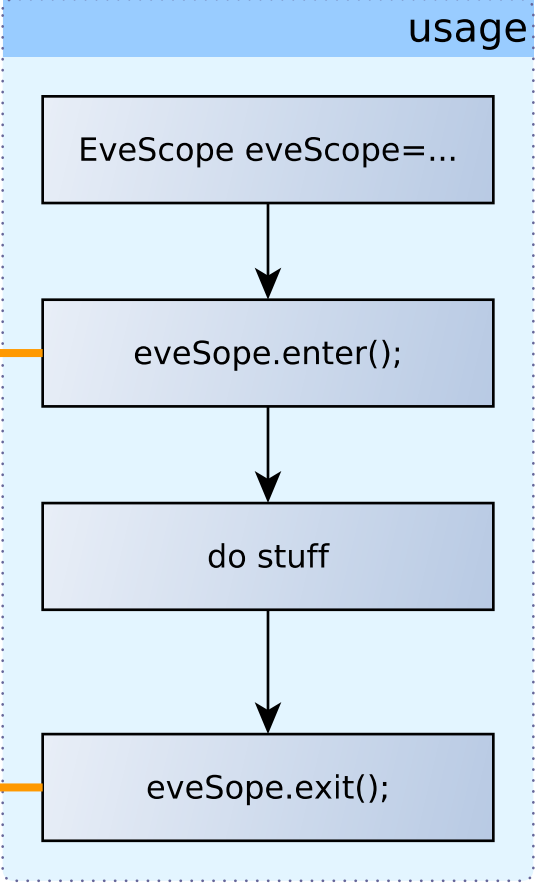 usage
EveScope eveScope=...
eveSope.enter();
do stuff
eveSope.exit();